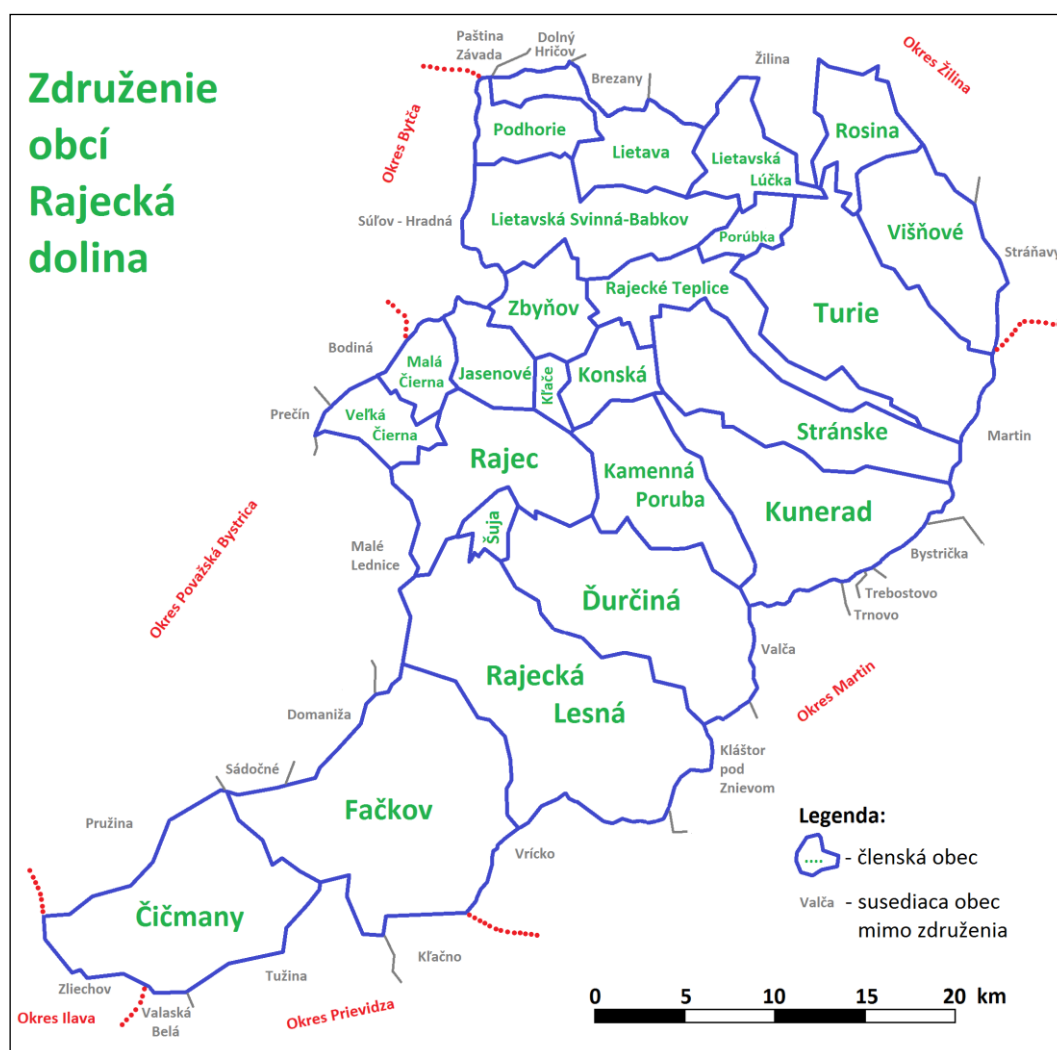 Združenie
obcí
Rajecká
dolina
Paština
Závada
Dolný
Hričov
Brezany
Žilina
Okres Žilina
Okres Bytča
Podhorie
Lietava
Lietavská
Lúčka
Rosina
Súľov - Hradná
Lietavská Svinná-Babkov
Porúbka
Višňové
Stráňavy
Zbyňov
Rajecké Teplice
Turie
Bodiná
Malá
Čierna
Jasenové
Kľače
Konská
Prečín
Veľká
Čierna
Stránske
Martin
Rajec
Kamenná
Poruba
Kunerad
Okres Považská Bystrica
Malé
Lednice
Šuja
Bystrička
Ďurčiná
Trebostovo
Trnovo
Valča
Rajecká
Lesná
Okres Martin
Domaniža
Kláštor
pod
Znievom
Sádočné
Fačkov
Pružina
Vrícko
Legenda:
.... - členská obec
Valča - susediaca obec
mimo združenia
Čičmany
Kľačno
Tužina
Zliechov
Valaská
Belá
Okres Ilava
Okres Prievidza
0 5 10 15 20 km